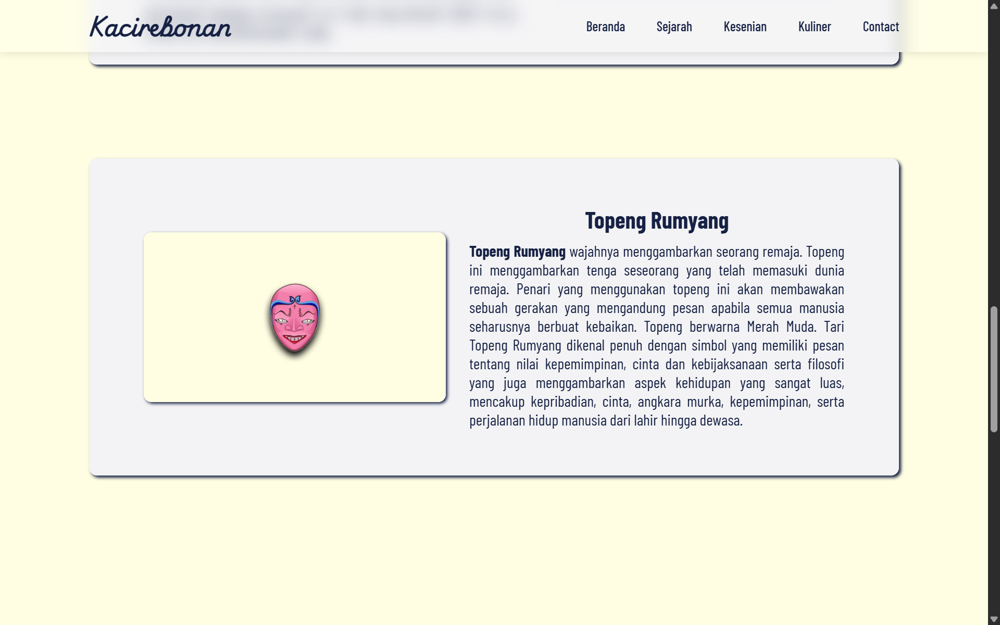 Kacirebonan
Beranda Sejarah Kesenian Kuliner Contact
Topeng Rumyang
Topeng Rumyang wajahnya menggambarkan seorang remaja. Topeng
ini menggambarkan tenga seseorang yang telah memasuki dunia
remaja. Penari yang menggunakan topeng ini akan membawakan
sebuah gerakan yang mengandung pesan apabila semua manusia
seharusnya berbuat kebaikan. Topeng berwarna Merah Muda. Tari
Topeng Rumyang dikenal penuh dengan simbol yang memiliki pesan
tentang nilai kepemimpinan, cinta dan kebijaksanaan serta filosofi
yang juga menggambarkan aspek kehidupan yang sangat luas,
mencakup kepribadian, cinta, angkara murka, kepemimpinan, serta
perjalanan hidup manusia dari lahir hingga dewasa.